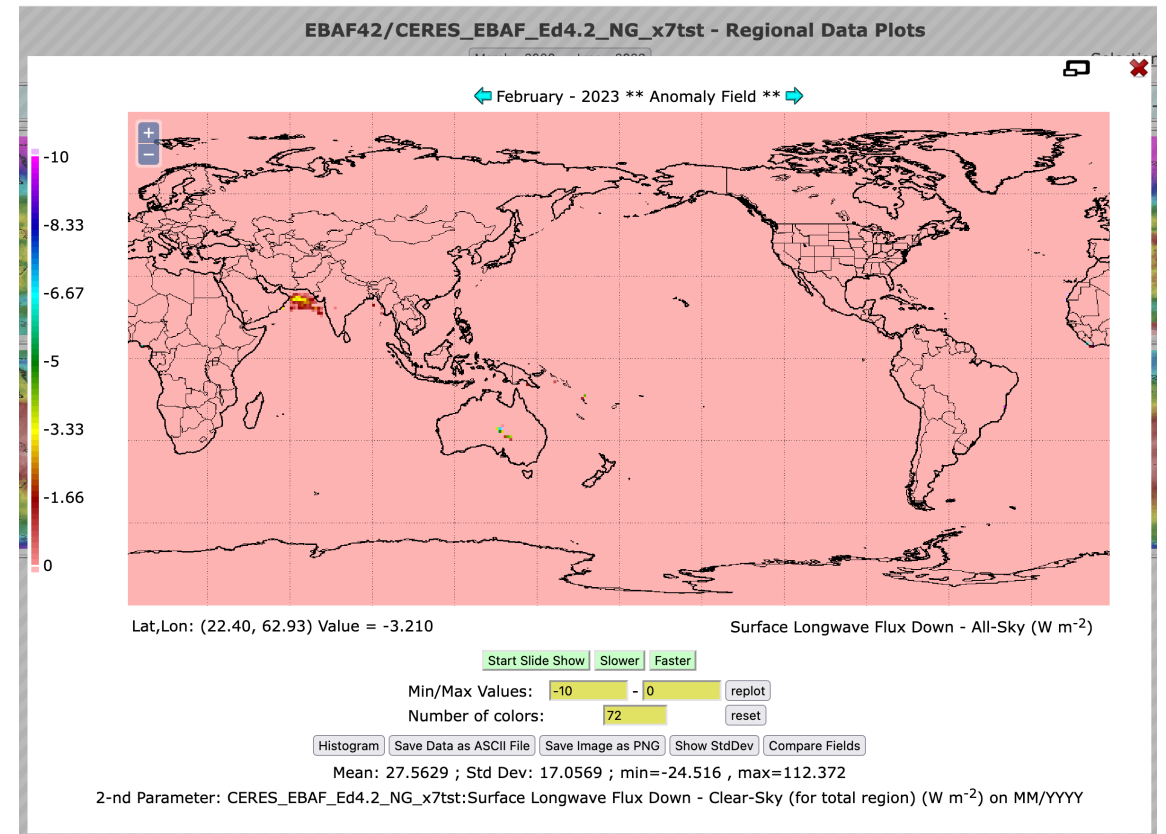 EBAF42/CERES_EBAF_Ed4.2_NG_x7tst - Regional Data Plots
February - 2023 ** Anomaly Field **
+
−
-10
-8.33
-6.67
-5
-3.33
-1.66
0
Lat,Lon: (22.40, 62.93) Value = -3.210
Surface Longwave Flux Down - All-Sky (W m-2)
Start Slide Show Slower Faster
Min/Max Values: -10 - 0 replot
Number of colors: 72 reset
Histogram Save Data as ASCII File Save Image as PNG Show StdDev Compare Fields
Mean: 27.5629 ; Std Dev: 17.0569 ; min=-24.516 , max=112.372
2-nd Parameter: CERES_EBAF_Ed4.2_NG_x7tst:Surface Longwave Flux Down - Clear-Sky (for total region) (W m-2) on MM/YYYY